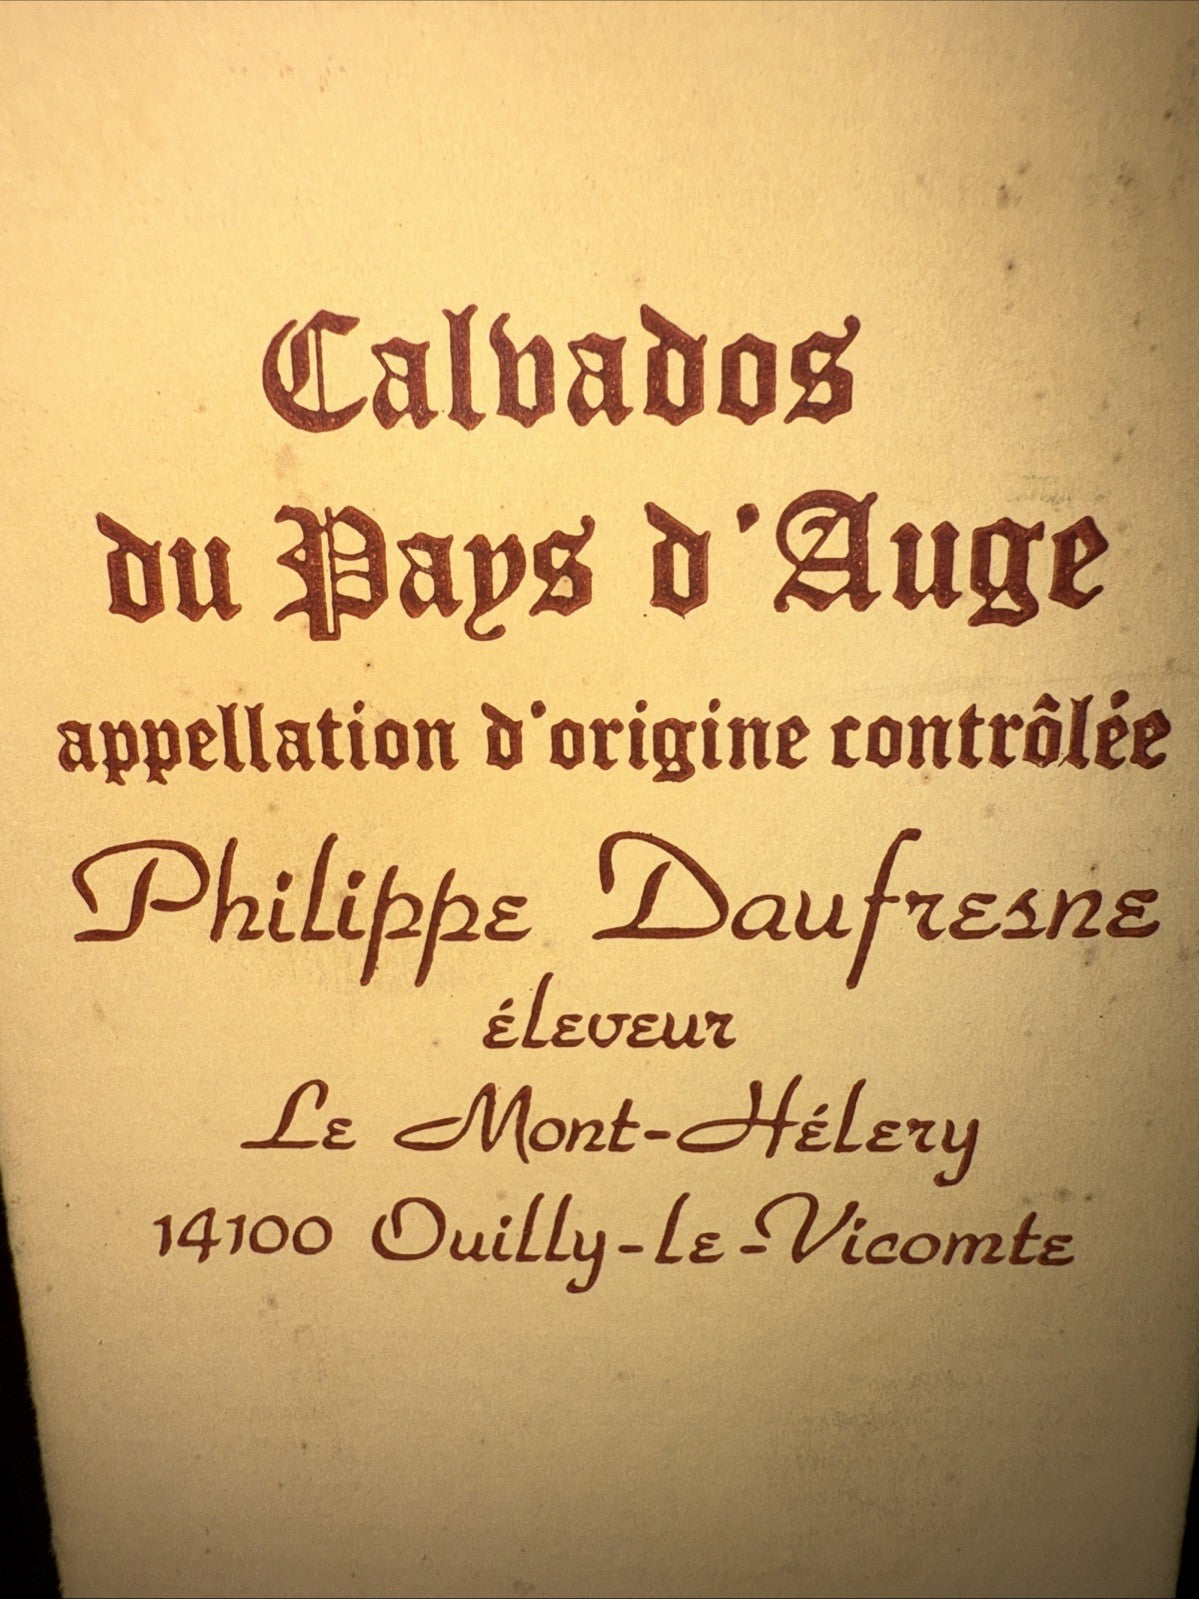 Calvados
du Pays d'Auge
appellation d'origine contrôlée
Philippe Daufresne
éleveur
Le Mont-Hélery
14100 Ouilly-le-Vicomte